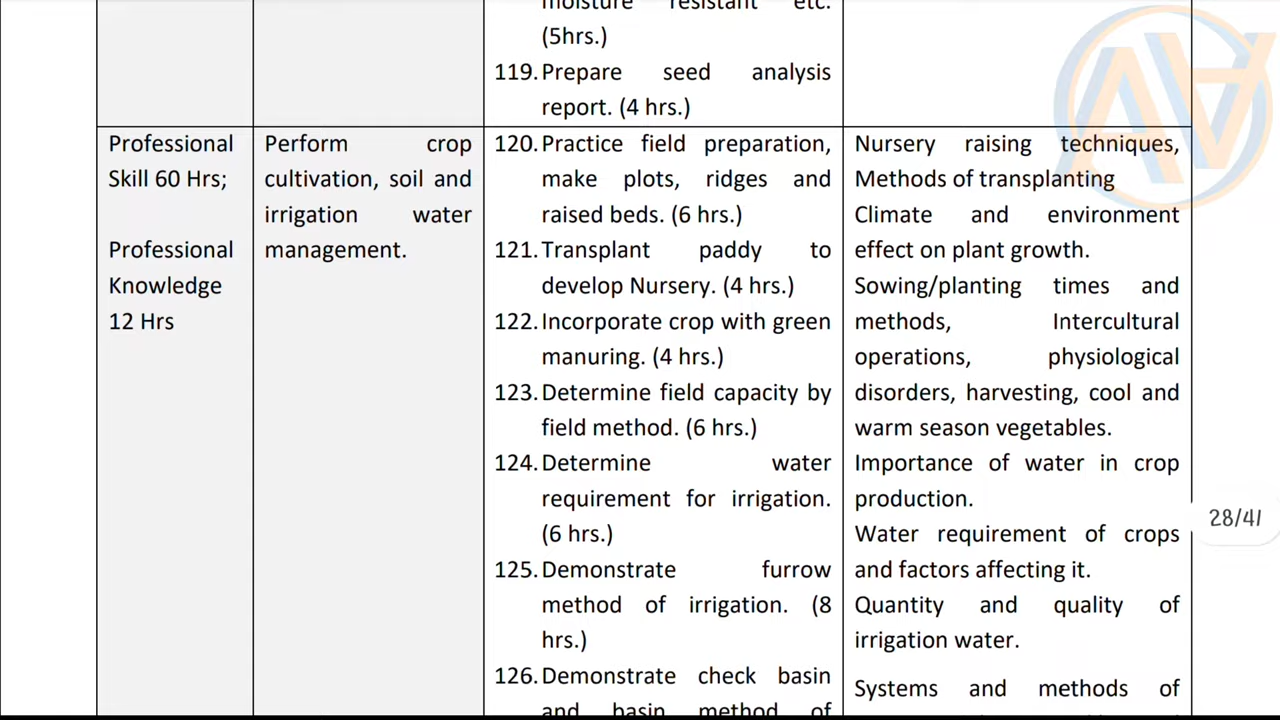 moisture resistant etc.
(5hrs.)
119. Prepare seed analysis
report. (4 hrs.)
Professional
Skill 60 Hrs;
Professional
Knowledge
12 Hrs
Perform crop
cultivation, soil and
irrigation water
management.
120. Practice field preparation,
make plots, ridges and
raised beds. (6 hrs.)
121. Transplant paddy to
develop Nursery. (4 hrs.)
122. Incorporate crop with green
manuring. (4 hrs.)
123. Determine field capacity by
field method. (6 hrs.)
124. Determine water
requirement for irrigation.
(6 hrs.)
125. Demonstrate furrow
method of irrigation. (8
hrs.)
126. Demonstrate check basin
and basin method of
Nursery raising techniques,
Methods of transplanting
Climate and environment
effect on plant growth.
Sowing/planting times and
methods, Intercultural
operations, physiological
disorders, harvesting, cool and
warm season vegetables.
Importance of water in crop
production.
Water requirement of crops
and factors affecting it.
Quantity and quality of
irrigation water.
Systems and methods of
28/41